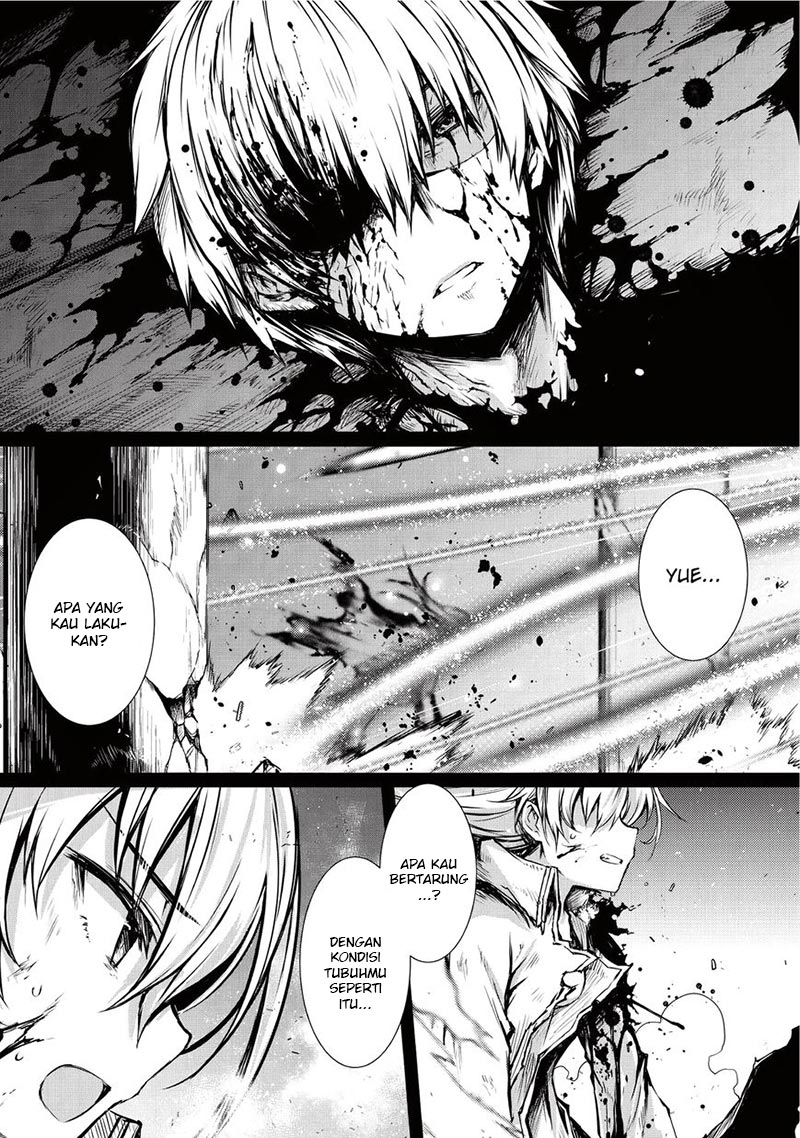 YUE...
APA YANG
KAU LAKU-
KAN?
APA KAU
BERTARUNG
...?
DENGAN
KONDISI
TUBUHMU
SEPERTI
ITU...